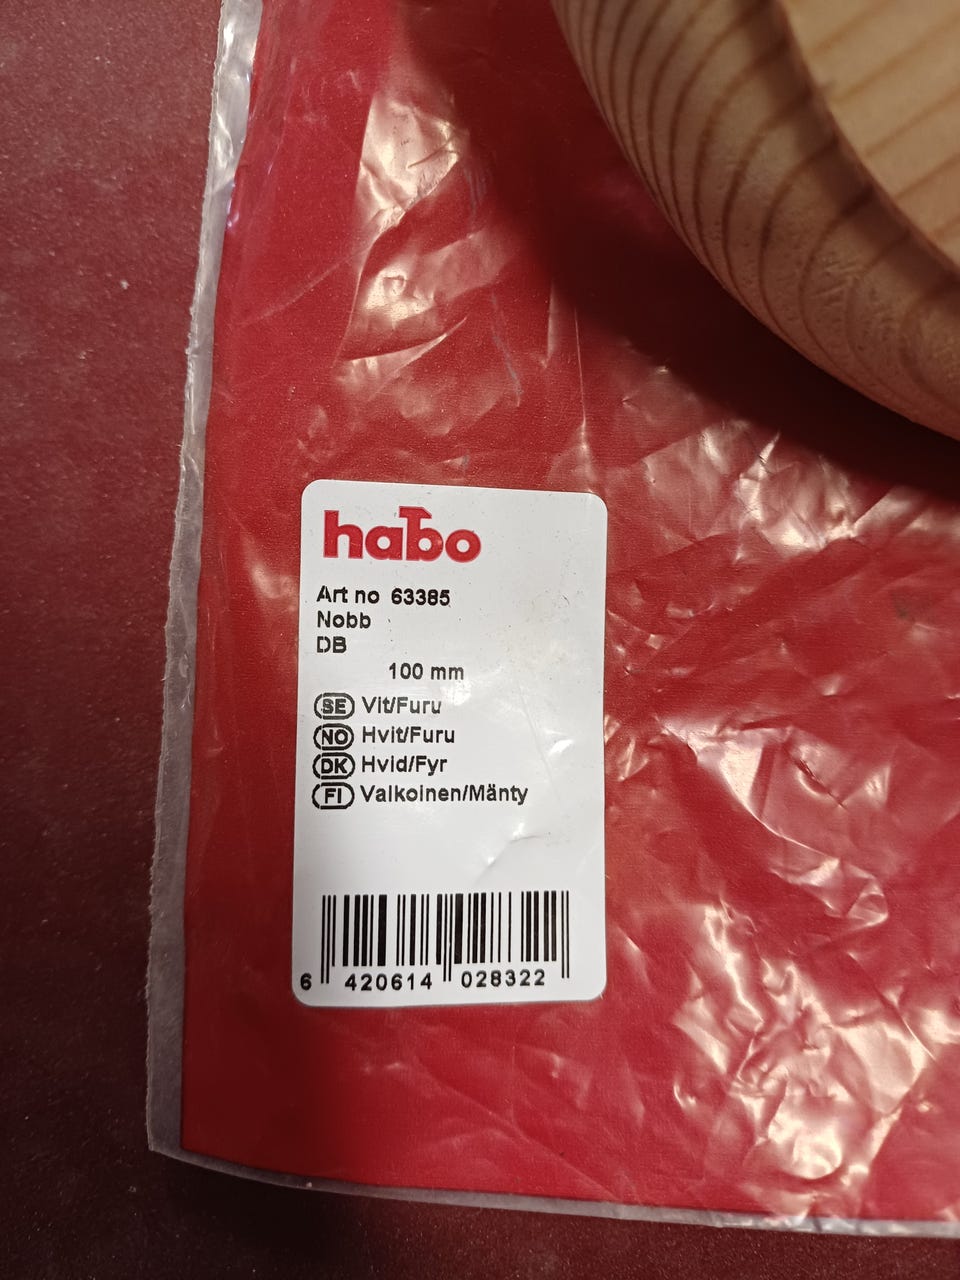 habo
Art no 63385
Nobb
DB
100 mm
SE Vit/Furu
NO Hvit/Furu
DK Hvid/Fyr
FI Valkoinen/Mänty
6 420614 028322